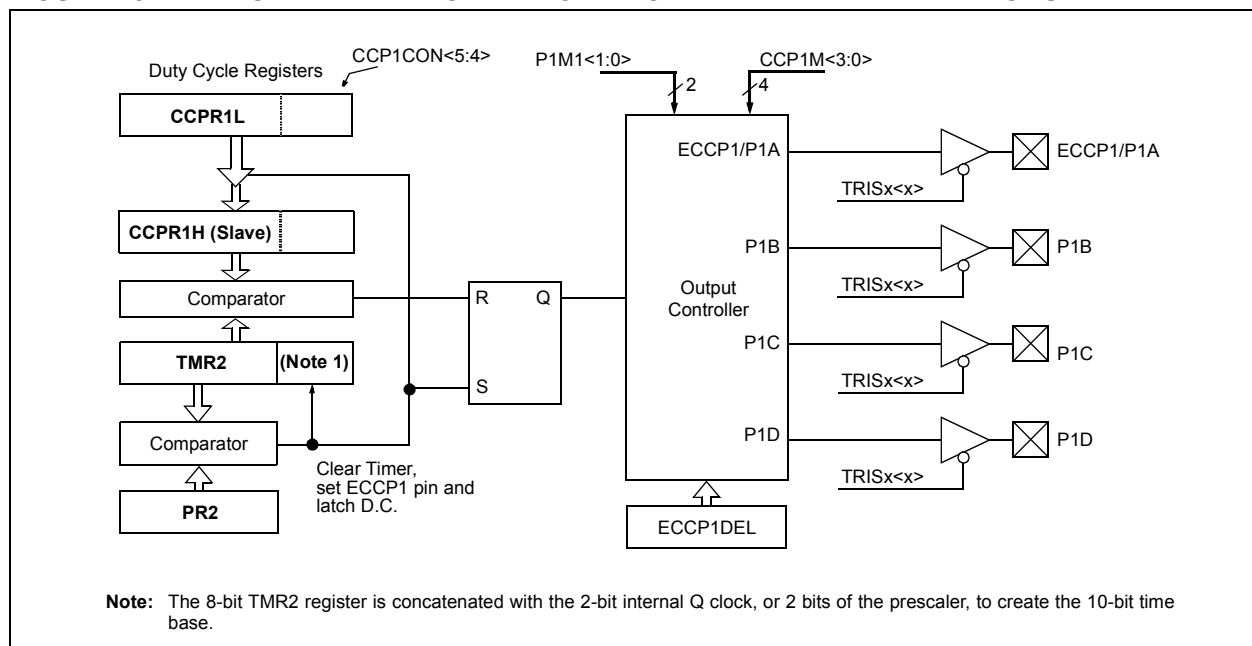 CCP1CON<5:4>
Duty Cycle Registers
CCPR1L
CCPR1H (Slave)
Comparator
TMR2
(Note 1)
Comparator
PR2
Clear Timer,
set ECCP1 pin and
latch D.C.
R
Q
S
P1M1<1:0>
2
CCP1M<3:0>
4
ECCP1/P1A
P1B
Output
Controller
P1C
P1D
ECCP1DEL
TRISx<x>
ECCP1/P1A
TRISx<x>
P1B
TRISx<x>
P1C
TRISx<x>
P1D
Note: The 8-bit TMR2 register is concatenated with the 2-bit internal Q clock, or 2 bits of the prescaler, to create the 10-bit time
base.